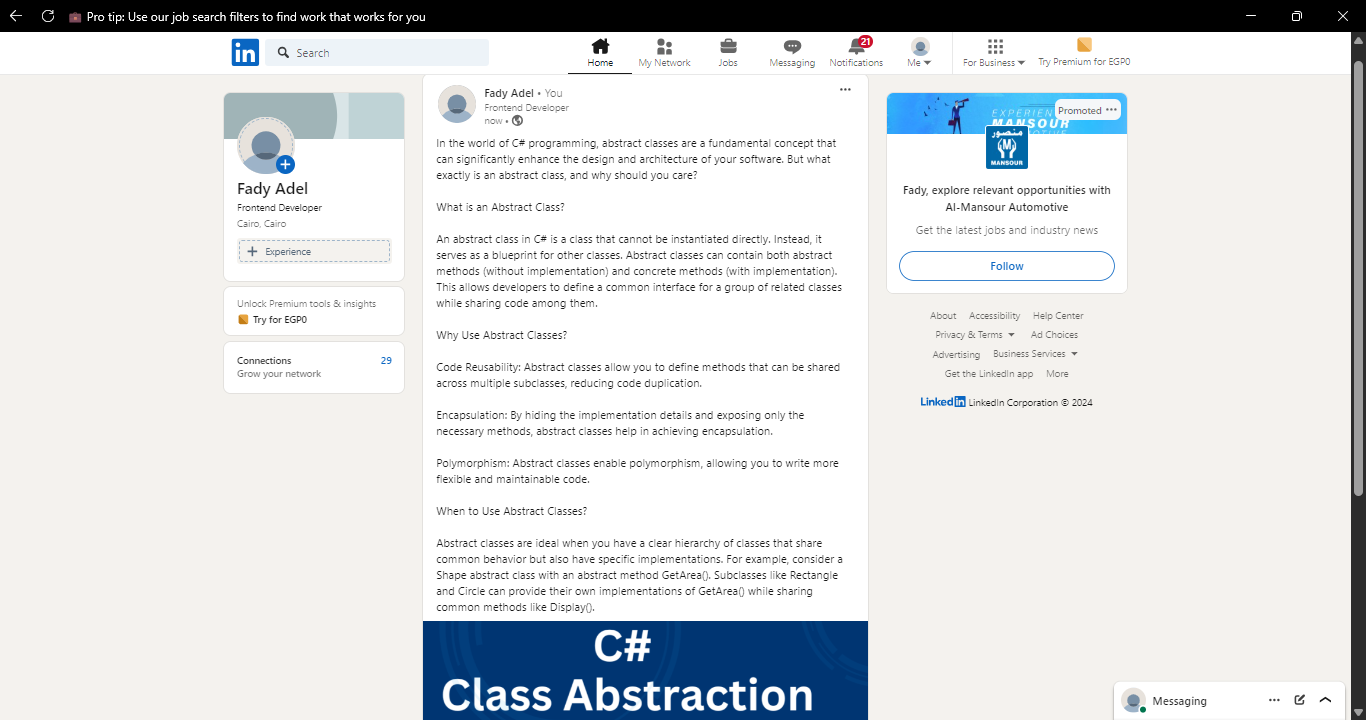 Pro tip: Use our job search filters to find work that works for you
in
Search
Home
My Network
Jobs
Messaging
21
Notifications
Me
For Business
Try Premium for EGP0
Fady Adel
Frontend Developer
Cairo, Cairo
+ Experience
Unlock Premium tools & insights
Try for EGP0
Connections 29
Grow your network
Fady Adel • You
Frontend Developer
now •
In the world of C# programming, abstract classes are a fundamental concept that
can significantly enhance the design and architecture of your software. But what
exactly is an abstract class, and why should you care?
What is an Abstract Class?
An abstract class in C# is a class that cannot be instantiated directly. Instead, it
serves as a blueprint for other classes. Abstract classes can contain both abstract
methods (without implementation) and concrete methods (with implementation).
This allows developers to define a common interface for a group of related classes
while sharing code among them.
Why Use Abstract Classes?
Code Reusability: Abstract classes allow you to define methods that can be shared
across multiple subclasses, reducing code duplication.
Encapsulation: By hiding the implementation details and exposing only the
necessary methods, abstract classes help in achieving encapsulation.
Polymorphism: Abstract classes enable polymorphism, allowing you to write more
flexible and maintainable code.
When to Use Abstract Classes?
Abstract classes are ideal when you have a clear hierarchy of classes that share
common behavior but also have specific implementations. For example, consider a
Shape abstract class with an abstract method GetArea(). Subclasses like Rectangle
and Circle can provide their own implementations of GetArea() while sharing
common methods like Display().
C#
Class Abstraction
Promoted
MANSOUR
منصور
M
MANSOUR
Fady, explore relevant opportunities with
Al-Mansour Automotive
Get the latest jobs and industry news
Follow
About Accessibility Help Center
Privacy & Terms Ad Choices
Advertising Business Services
Get the LinkedIn app More
Linked in LinkedIn Corporation © 2024
Messaging